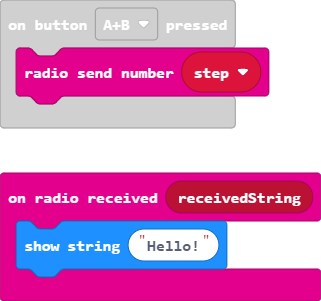 on button A+B pressed
radio send number step
on radio received receivedString
show string "Hello!"